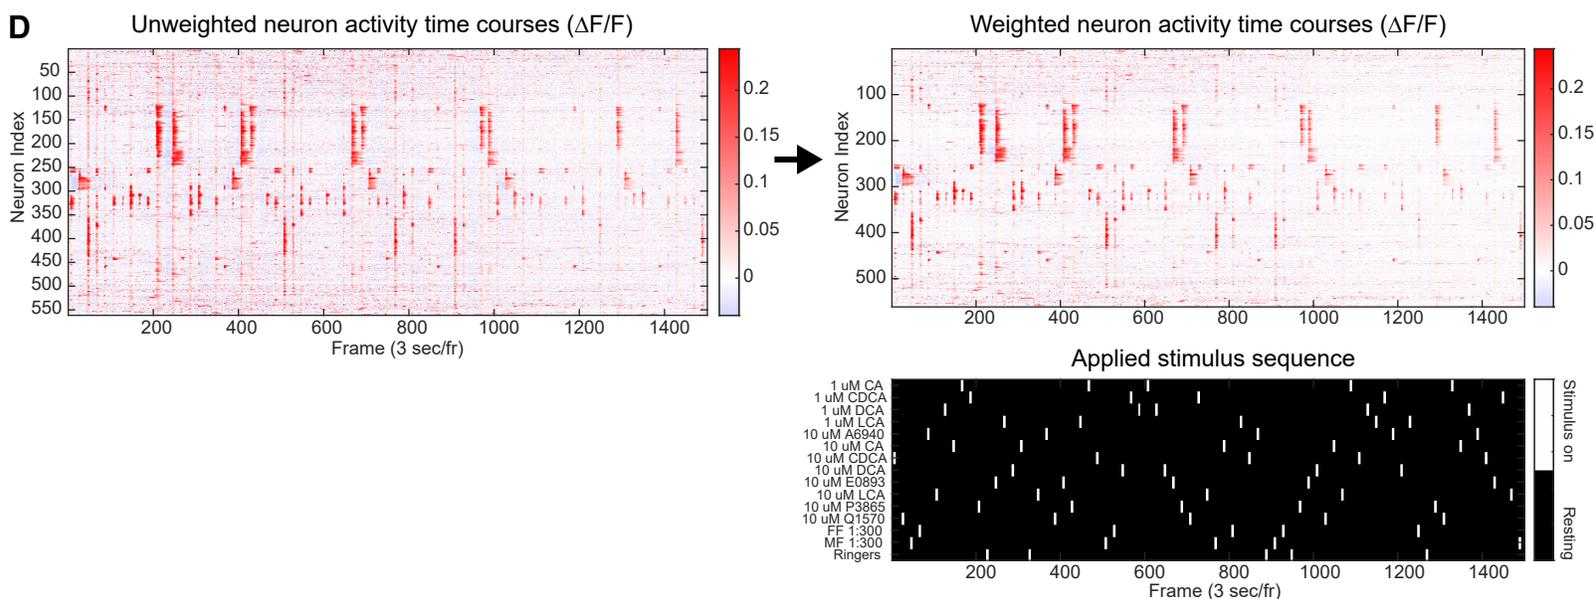 D
Unweighted neuron activity time courses (ΔF/F)
Neuron Index
50
100
150
200
250
300
350
400
450
500
550
200
400
600
800
1000
1200
1400
Frame (3 sec/fr)
0.2
0.15
0.1
0.05
0
Weighted neuron activity time courses (ΔF/F)
Neuron Index
100
200
300
400
500
200
400
600
800
1000
1200
1400
0.2
0.15
0.1
0.05
0
Applied stimulus sequence
1 uM CA
1 uM CDCA
1 uM DCA
1 uM LCA
10 uM A6940
10 uM CA
10 uM CDCA
10 uM DCA
10 uM E0893
10 uM LCA
10 uM P3865
10 uM Q1570
FF 1:300
MF 1:300
Ringers
200
400
600
800
1000
1200
1400
Frame (3 sec/fr)
Stimulus on
Resting